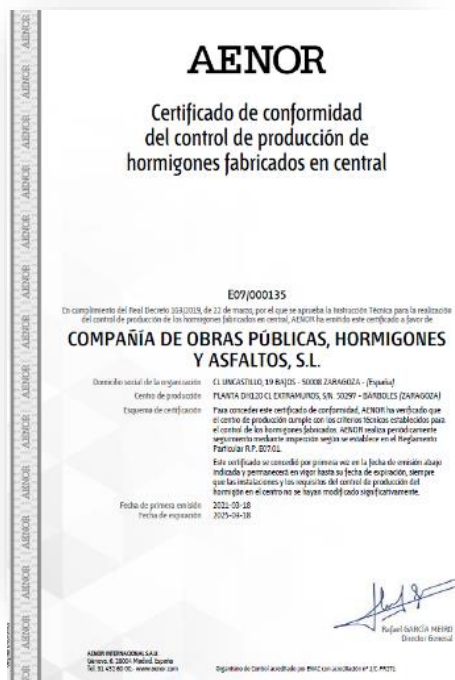 AENOR
Certificado de conformidad
del control de producción de
hormigones fabricados en central
E07/000135
En cumplimiento del Real Decreto 163/2019, de 22 de marzo, por el que se aprueba la Instrucción Técnica para la realización
del control de producción de los hormigones fabricados en central, AENOR ha emitido este certificado a favor de
COMPAÑÍA DE OBRAS PÚBLICAS, HORMIGONES
Y ASFALTOS, S.L.
Domicilio social de la organización CL UNCASTILLO, 19 BAJOS - 50008 ZARAGOZA - (España)
Centro de producción PLANTA DH120 CL EXTRAMUROS, S/N. 50297 - BÁRBOLES (ZARAGOZA)
Esquema de certificación Para conceder este certificado de conformidad, AENOR ha verificado que
el centro de producción cumple con los criterios técnicos establecidos para
el control de los hormigones fabricados. AENOR realiza periódicamente
seguimiento mediante inspección según se establece en el Reglamento
Particular R.P. E07.01.
Este certificado se concedió por primera vez en la fecha de emisión abajo
indicada y permanecerá en vigor hasta su fecha de expiración, siempre
que las instalaciones y los requisitos del control de producción del
hormigón en el centro no se hayan modificado significativamente.
Fecha de primera emisión 2021-03-18
Fecha de expiración 2025-03-18
Rafael GARCÍA MEIRO
Director General
AENOR INTERNACIONAL S.A.U.
Génova, 6. 28004 Madrid. España
Tel. 91 432 60 00.- www.aenor.com
Organismo de Control acreditado por ENAC con acreditación nº